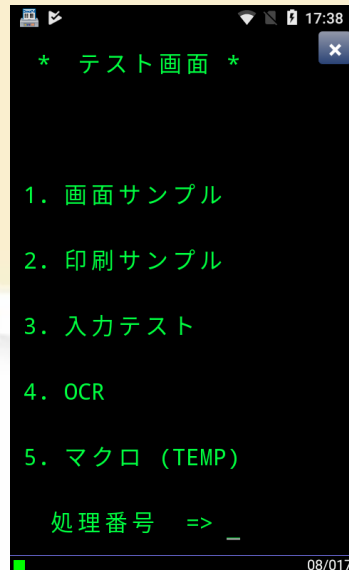 17:38
* テスト画面 *
×
1. 画面サンプル
2. 印刷サンプル
3. 入力テスト
4. OCR
5. マクロ (TEMP)
処理番号 => _
08/017